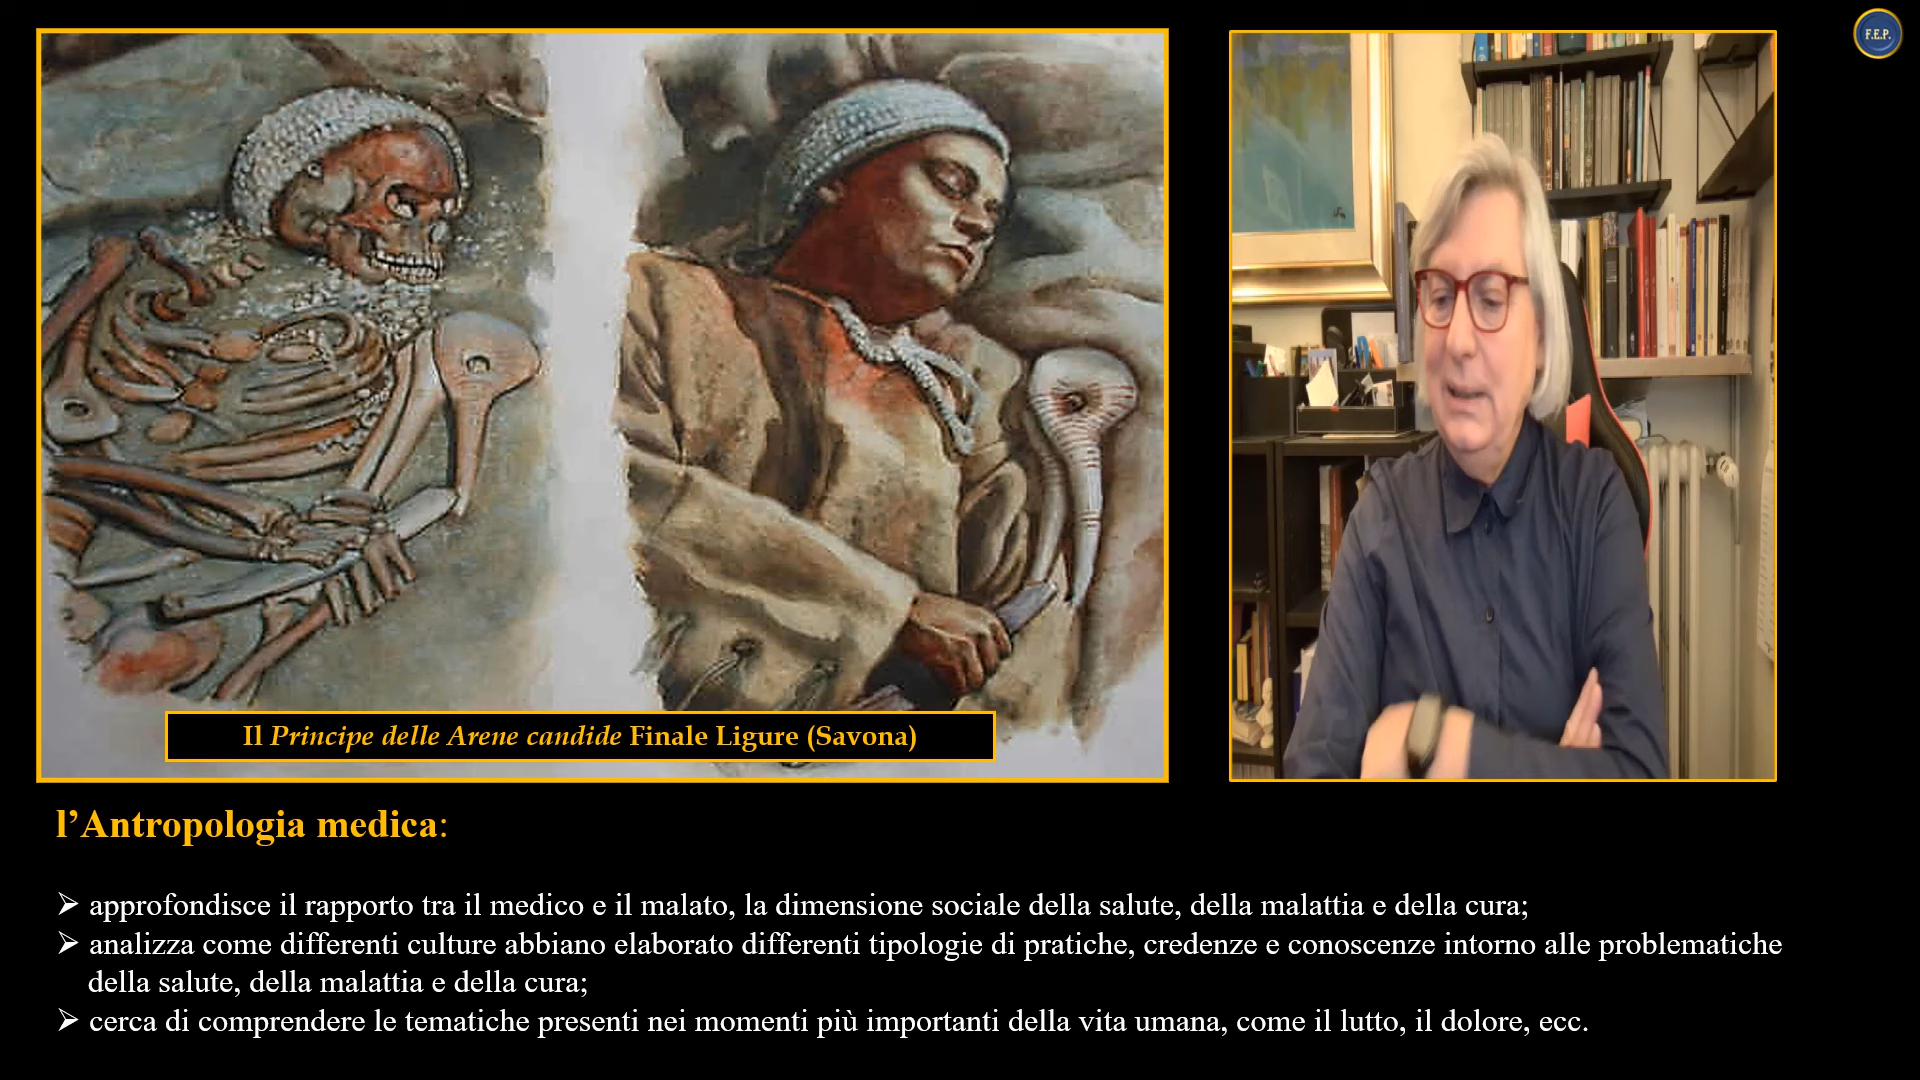 F.E.P.
Il Principe delle Arene candide Finale Ligure (Savona)
l’Antropologia medica:
➢ approfondisce il rapporto tra il medico e il malato, la dimensione sociale della salute, della malattia e della cura;
➢ analizza come differenti culture abbiano elaborato differenti tipologie di pratiche, credenze e conoscenze intorno alle problematiche
della salute, della malattia e della cura;
➢ cerca di comprendere le tematiche presenti nei momenti più importanti della vita umana, come il lutto, il dolore, ecc.